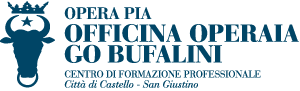 OPERA PIA
OFFICINA OPERAIA
GO BUFALINI
CENTRO DI FORMAZIONE PROFESSIONALE
Città di Castello - San Giustino